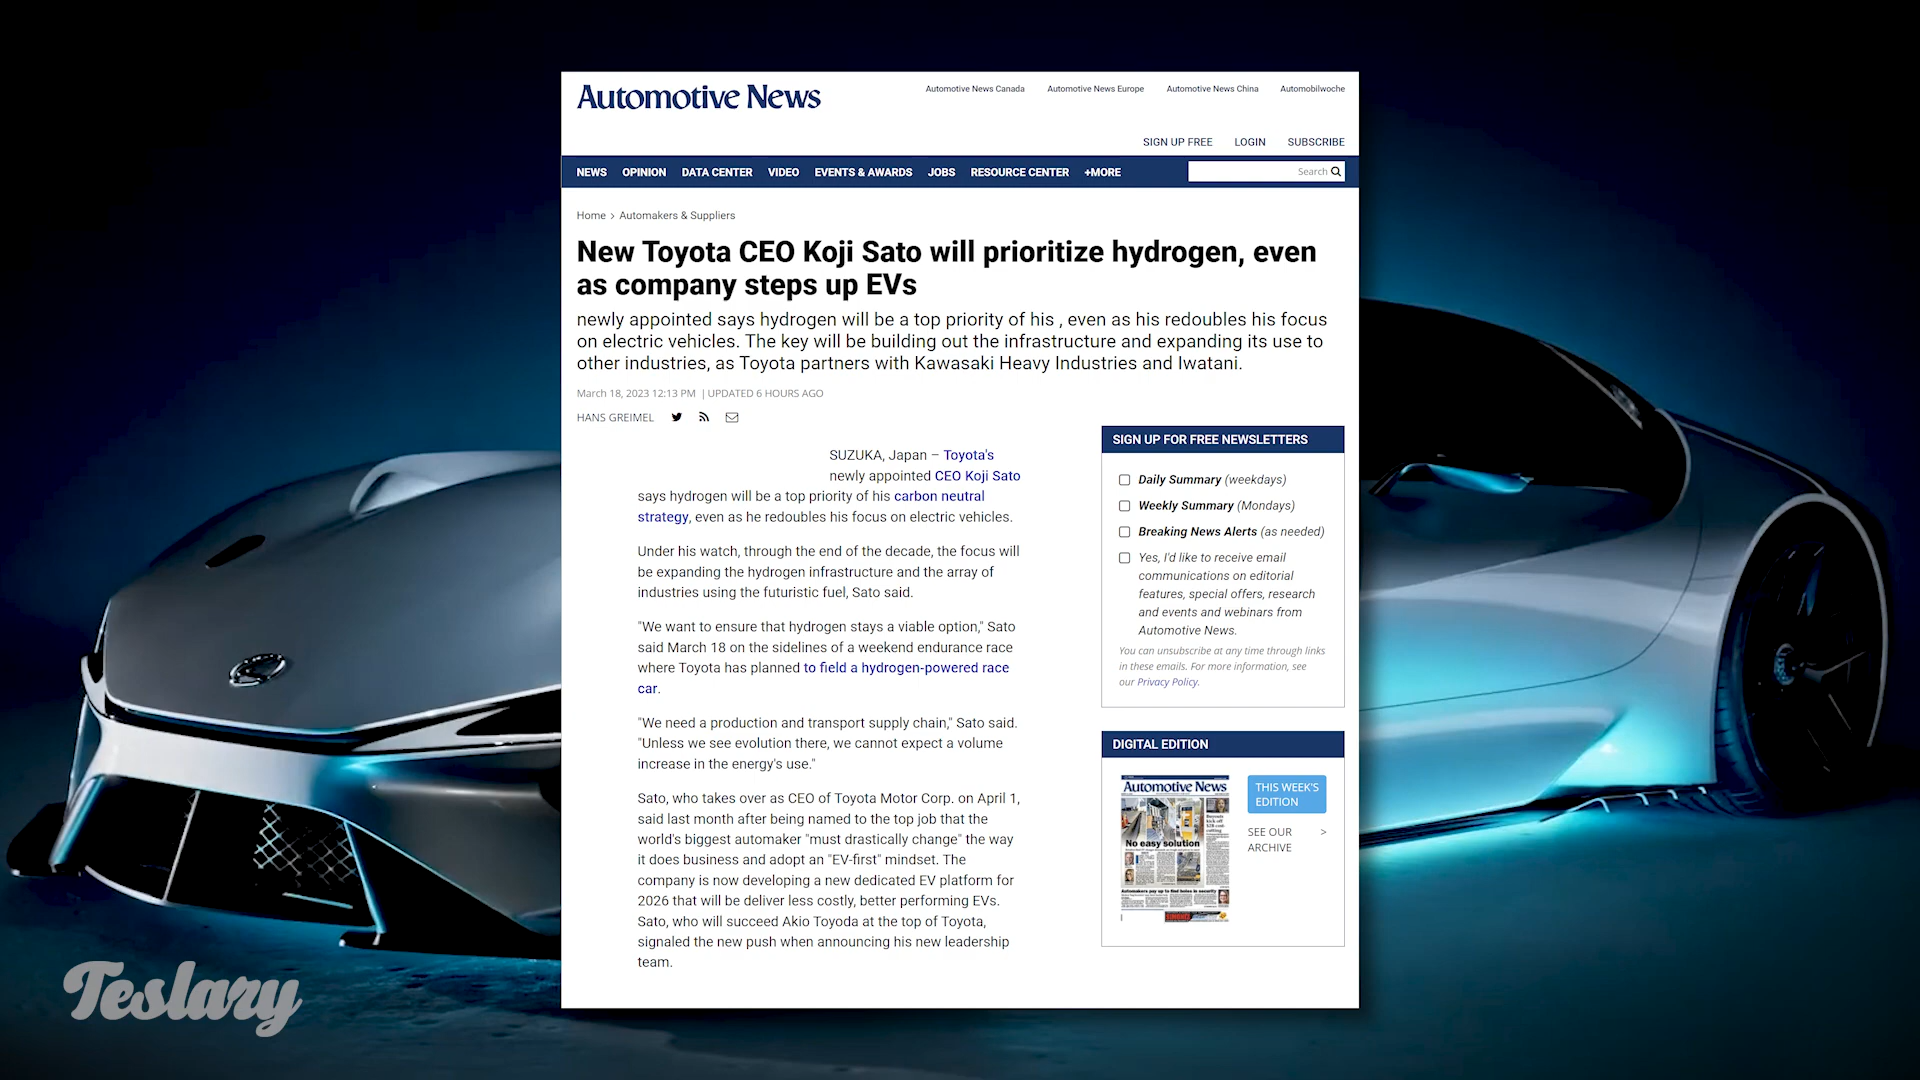 Automotive News
Automotive News Canada
Automotive News Europe
Automotive News China
Automobilwoche
SIGN UP FREE
LOGIN
SUBSCRIBE
NEWS
OPINION
DATA CENTER
VIDEO
EVENTS & AWARDS
JOBS
RESOURCE CENTER
+MORE
Search
Home > Automakers & Suppliers
New Toyota CEO Koji Sato will prioritize hydrogen, even
as company steps up EVs
newly appointed says hydrogen will be a top priority of his , even as his redoubles his focus
on electric vehicles. The key will be building out the infrastructure and expanding its use to
other industries, as Toyota partners with Kawasaki Heavy Industries and Iwatani.
March 18, 2023 12:13 PM | UPDATED 6 HOURS AGO
HANS GREIMEL
SUZUKA, Japan – Toyota's
newly appointed CEO Koji Sato
says hydrogen will be a top priority of his carbon neutral
strategy, even as he redoubles his focus on electric vehicles.
Under his watch, through the end of the decade, the focus will
be expanding the hydrogen infrastructure and the array of
industries using the futuristic fuel, Sato said.
"We want to ensure that hydrogen stays a viable option," Sato
said March 18 on the sidelines of a weekend endurance race
where Toyota has planned to field a hydrogen-powered race
car.
"We need a production and transport supply chain," Sato said.
"Unless we see evolution there, we cannot expect a volume
increase in the energy's use."
Sato, who takes over as CEO of Toyota Motor Corp. on April 1,
said last month after being named to the top job that the
world's biggest automaker "must drastically change" the way
it does business and adopt an "EV-first" mindset. The
company is now developing a new dedicated EV platform for
2026 that will be deliver less costly, better performing EVs.
Sato, who will succeed Akio Toyoda at the top of Toyota,
signaled the new push when announcing his new leadership
team.
SIGN UP FOR FREE NEWSLETTERS
Daily Summary (weekdays)
Weekly Summary (Mondays)
Breaking News Alerts (as needed)
Yes, I'd like to receive email
communications on editorial
features, special offers, research
and events and webinars from
Automotive News.
You can unsubscribe at any time through links
in these emails. For more information, see
our Privacy Policy.
DIGITAL EDITION
Automotive News
No easy solution
Automakers pay up to find holes in security
THIS WEEK'S
EDITION
SEE OUR >
ARCHIVE
Teslary